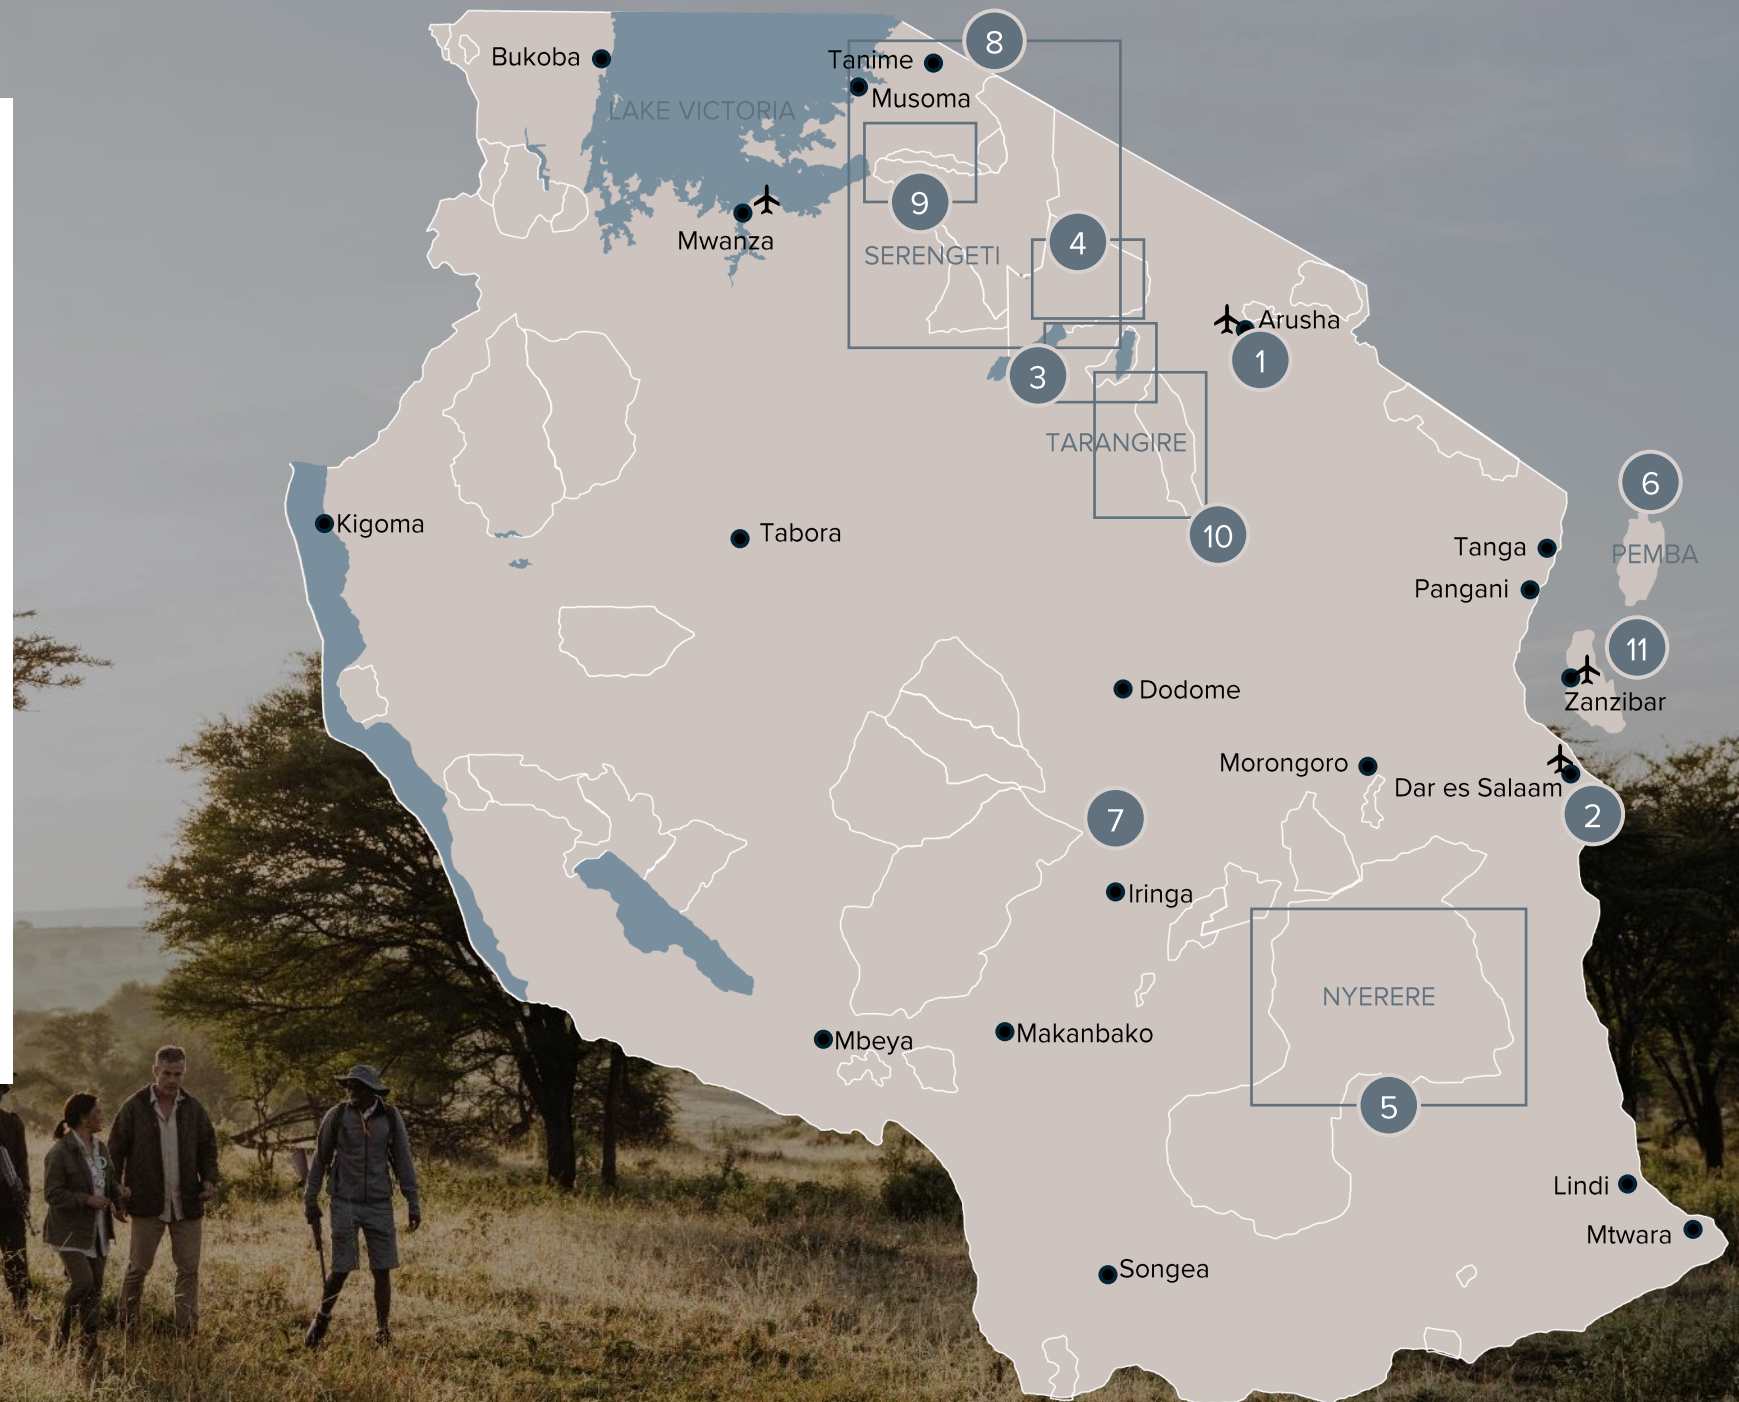 8
Bukoba
Tanime
LAKE VICTORIA
Musoma
9
Mwanza
SERENGETI
4
Arusha
1
3
TARANGIRE
6
Kigoma
Tabora
10
Tanga
PEMBA
Pangani
11
Dodome
Zanzibar
Morongoro
Dar es Salaam
7
2
Iringa
NYERERE
Mbeya
Makanbako
5
Lindi
Mtwara
Songea